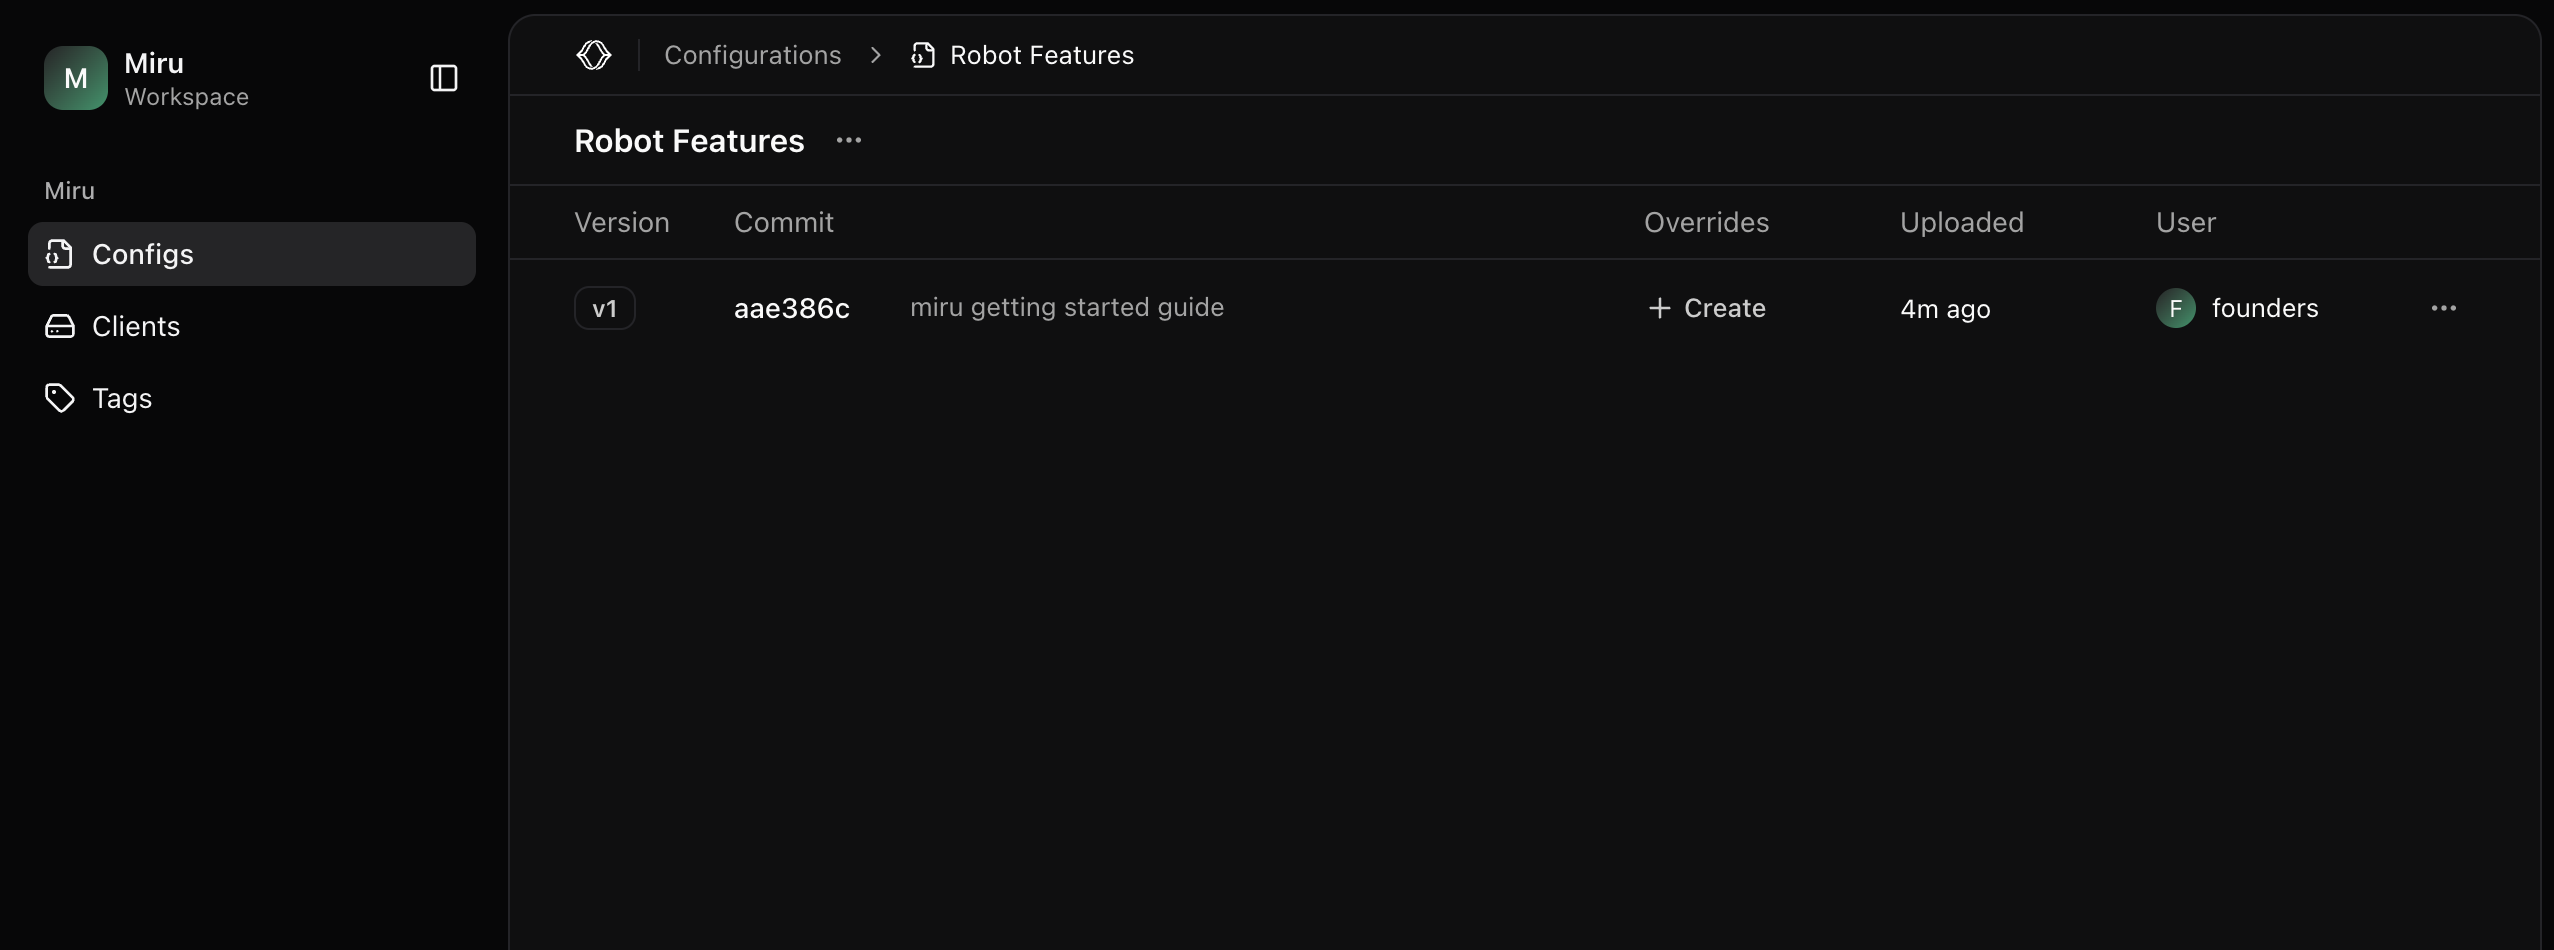 M
Miru
Workspace
Miru
Configs
Clients
Tags
Configurations > Robot Features
Robot Features ...
Version Commit Overrides Uploaded User
v1 aae386c miru getting started guide + Create 4m ago F founders ...